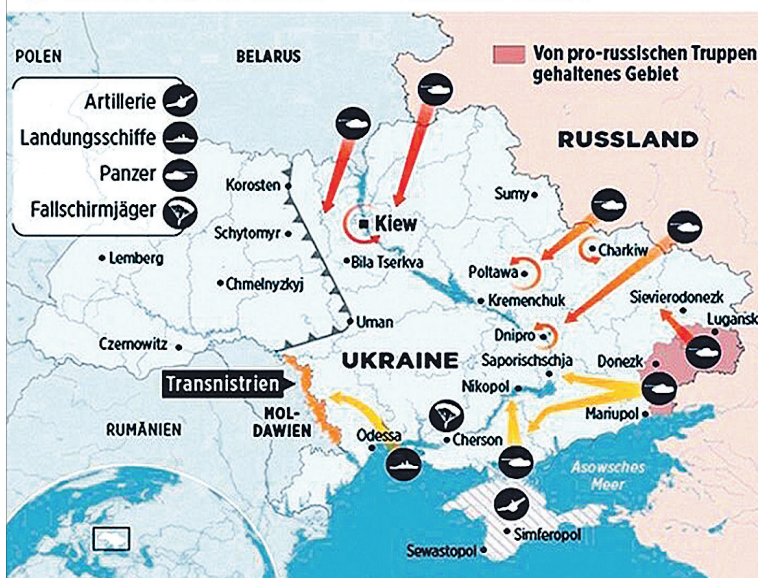 POLEN
BELARUS
Von pro-russischen Truppen
gehaltenes Gebiet
Artillerie
Landungsschiffe
Panzer
Fallschirmjäger
RUSSLAND
Korosten
Sumy
Kiew
Schytomyr
Charkiw
Lemberg
Bila Tserkva
Poltawa
Chmelnyzkyj
Kremenchuk
Sievierodonezk
Uman
Lugansk
Dnipro
Czernowitz
UKRAINE
Saporischschja
Donezk
Transnistrien
Nikopol
MOL-
DAWIEN
Mariupol
RUMÄNIEN
Odessa
Cherson
Asowsches
Meer
Simferopol
Sewastopol